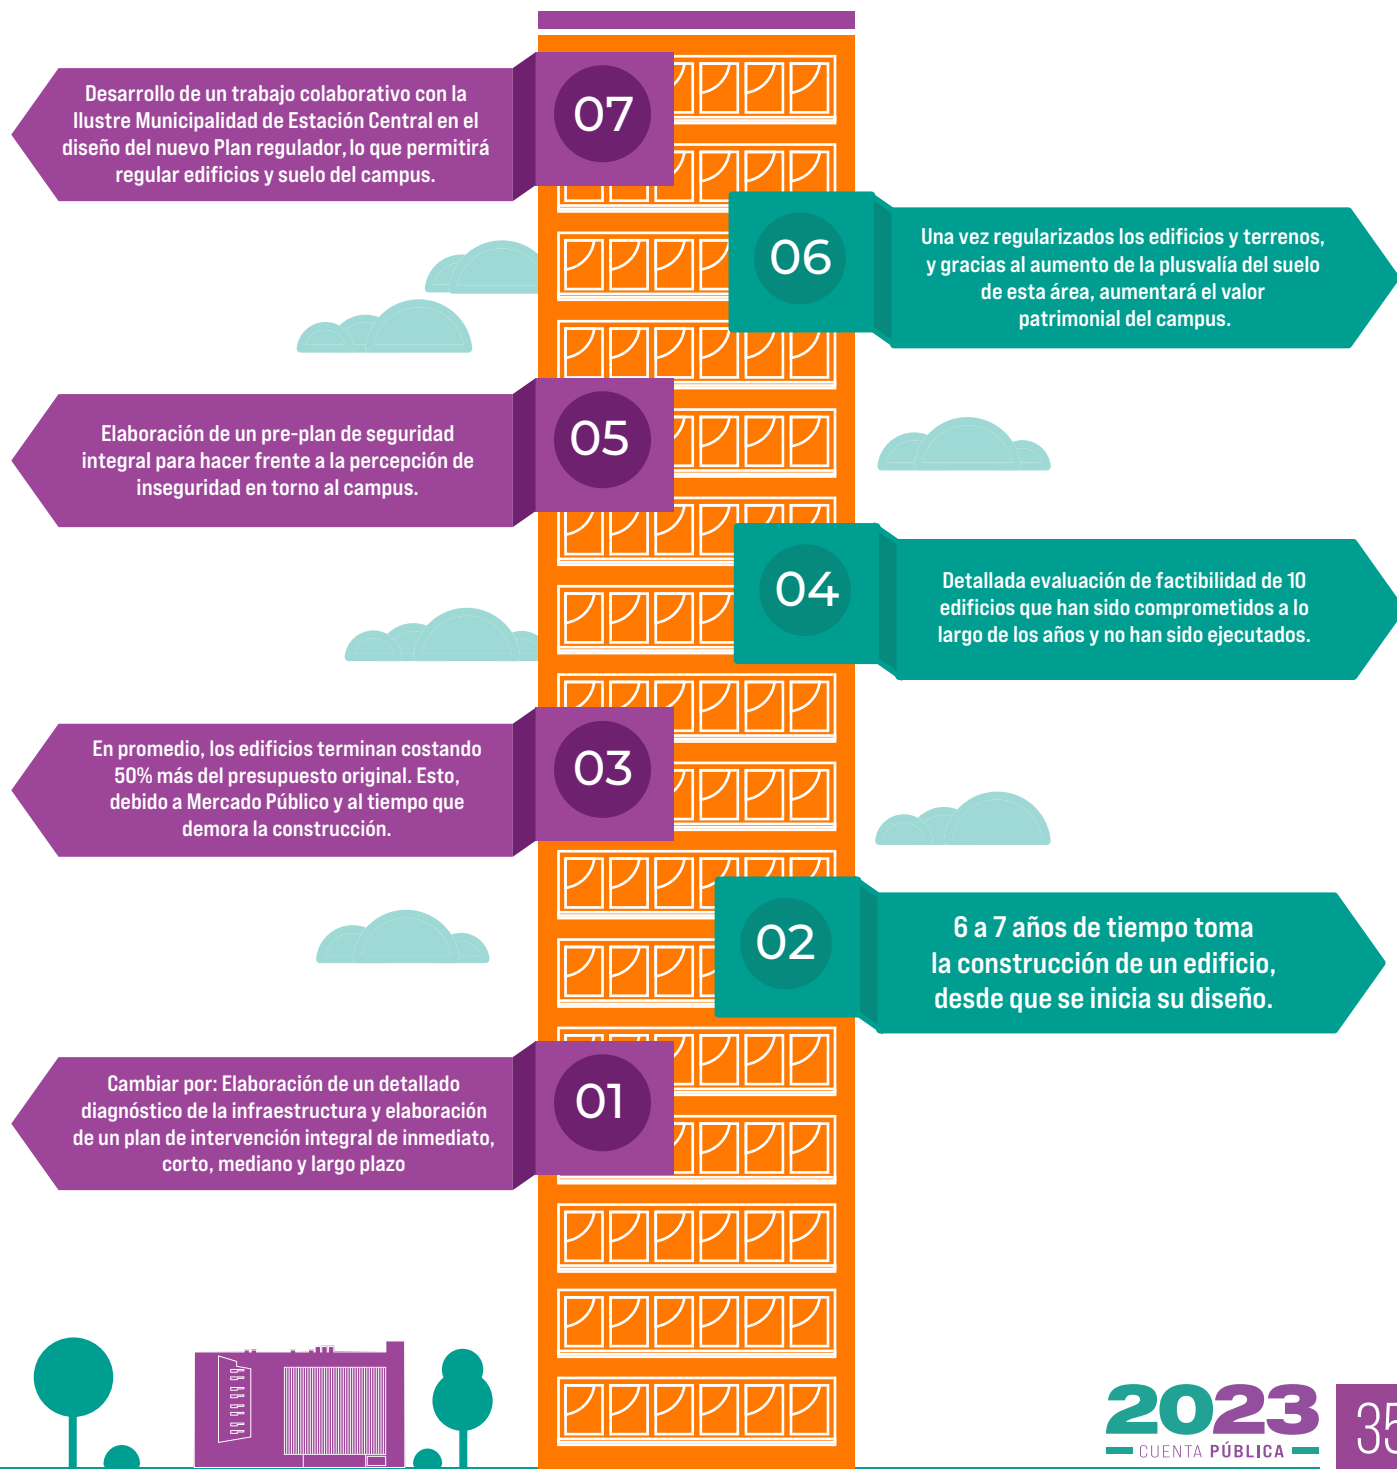 07
Desarrollo de un trabajo colaborativo con la
Ilustre Municipalidad de Estación Central en el
diseño del nuevo Plan regulador, lo que permitirá
regular edificios y suelo del campus.
06
Una vez regularizados los edificios y terrenos,
y gracias al aumento de la plusvalía del suelo
de esta área, aumentará el valor
patrimonial del campus.
05
Elaboración de un pre-plan de seguridad
integral para hacer frente a la percepción de
inseguridad en torno al campus.
04
Detallada evaluación de factibilidad de 10
edificios que han sido comprometidos a lo
largo de los años y no han sido ejecutados.
03
En promedio, los edificios terminan costando
50% más del presupuesto original. Esto,
debido a Mercado Público y al tiempo que
demora la construcción.
02
6 a 7 años de tiempo toma
la construcción de un edificio,
desde que se inicia su diseño.
01
Cambiar por: Elaboración de un detallado
diagnóstico de la infraestructura y elaboración
de un plan de intervención integral de inmediato,
corto, mediano y largo plazo
2023
CUENTA PÚBLICA
35